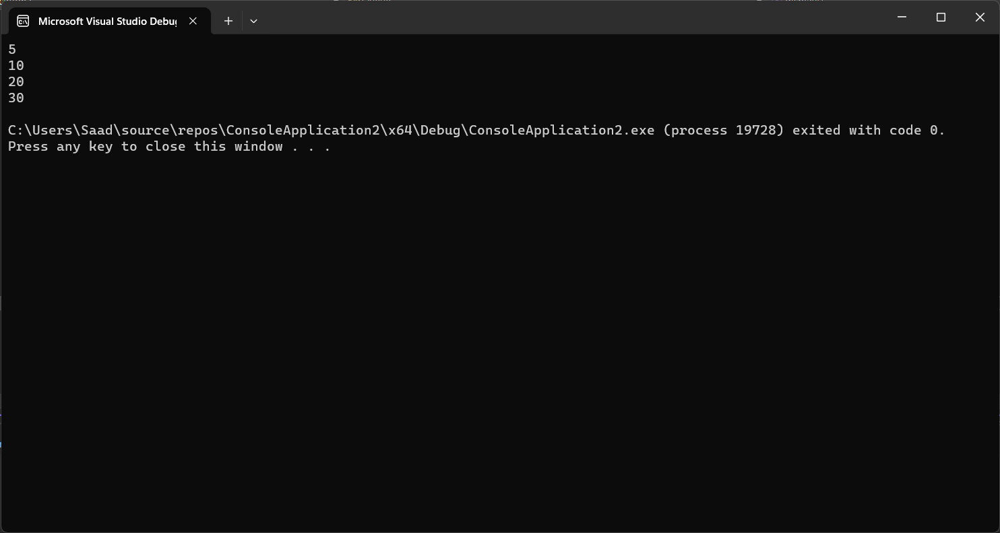 Microsoft Visual Studio Debu
5
10
20
30
C:\Users\Saad\source\repos\ConsoleApplication2\x64\Debug\ConsoleApplication2.exe (process 19728) exited with code 0.
Press any key to close this window . . .